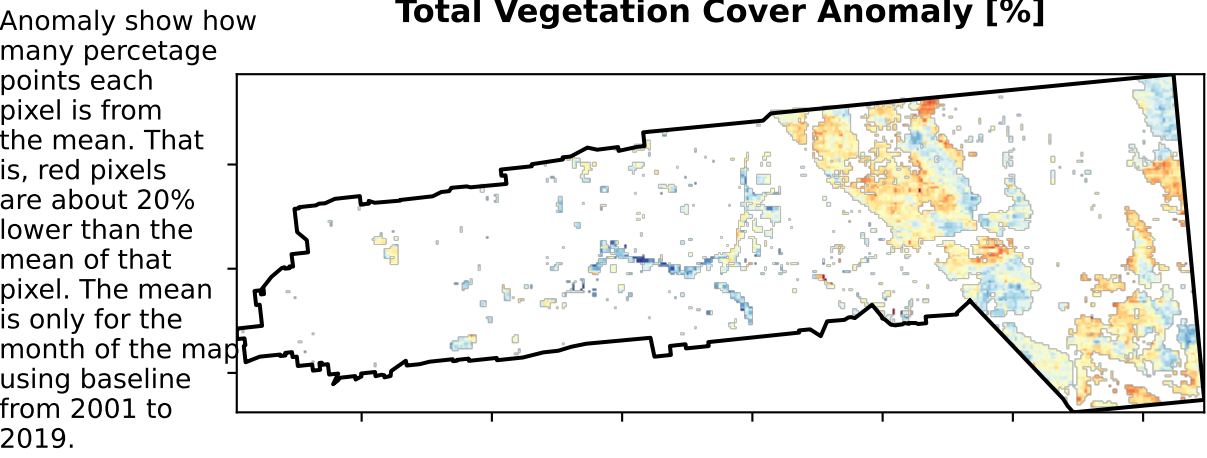 Total Vegetation Cover Anomaly [%]
Anomaly show how
many percetage
points each
pixel is from
the mean. That
is, red pixels
are about 20%
lower than the
mean of that
pixel. The mean
is only for the
month of the map
using baseline
from 2001 to
2019.